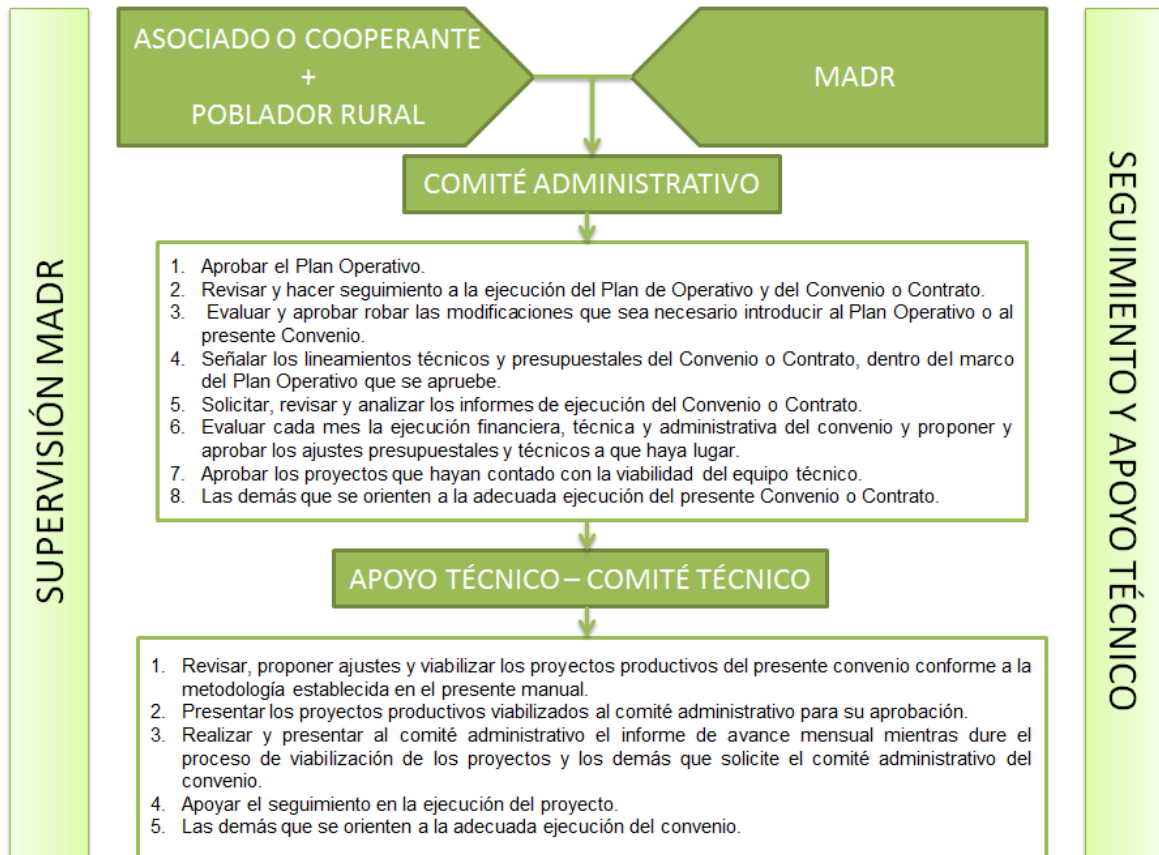 SUPERVISIÓN MADR
ASOCIADO O COOPERANTE
+
POBLADOR RURAL
MADR
COMITÉ ADMINISTRATIVO
1. Aprobar el Plan Operativo.
2. Revisar y hacer seguimiento a la ejecución del Plan de Operativo y del Convenio o Contrato.
3. Evaluar y aprobar robar las modificaciones que sea necesario introducir al Plan Operativo o al
presente Convenio.
4. Señalar los lineamientos técnicos y presupuestales del Convenio o Contrato, dentro del marco
del Plan Operativo que se apruebe.
5. Solicitar, revisar y analizar los informes de ejecución del Convenio o Contrato.
6. Evaluar cada mes la ejecución financiera, técnica y administrativa del convenio y proponer y
aprobar los ajustes presupuestales y técnicos a que haya lugar.
7. Aprobar los proyectos que hayan contado con la viabilidad del equipo técnico.
8. Las demás que se orienten a la adecuada ejecución del presente Convenio o Contrato.
APOYO TÉCNICO – COMITÉ TÉCNICO
1. Revisar, proponer ajustes y viabilizar los proyectos productivos del presente convenio conforme a la
metodología establecida en el presente manual.
2. Presentar los proyectos productivos viabilizados al comité administrativo para su aprobación.
3. Realizar y presentar al comité administrativo el informe de avance mensual mientras dure el
proceso de viabilización de los proyectos y los demás que solicite el comité administrativo del
convenio.
4. Apoyar el seguimiento en la ejecución del proyecto.
5. Las demás que se orienten a la adecuada ejecución del convenio.
SEGUIMIENTO Y APOYO TÉCNICO